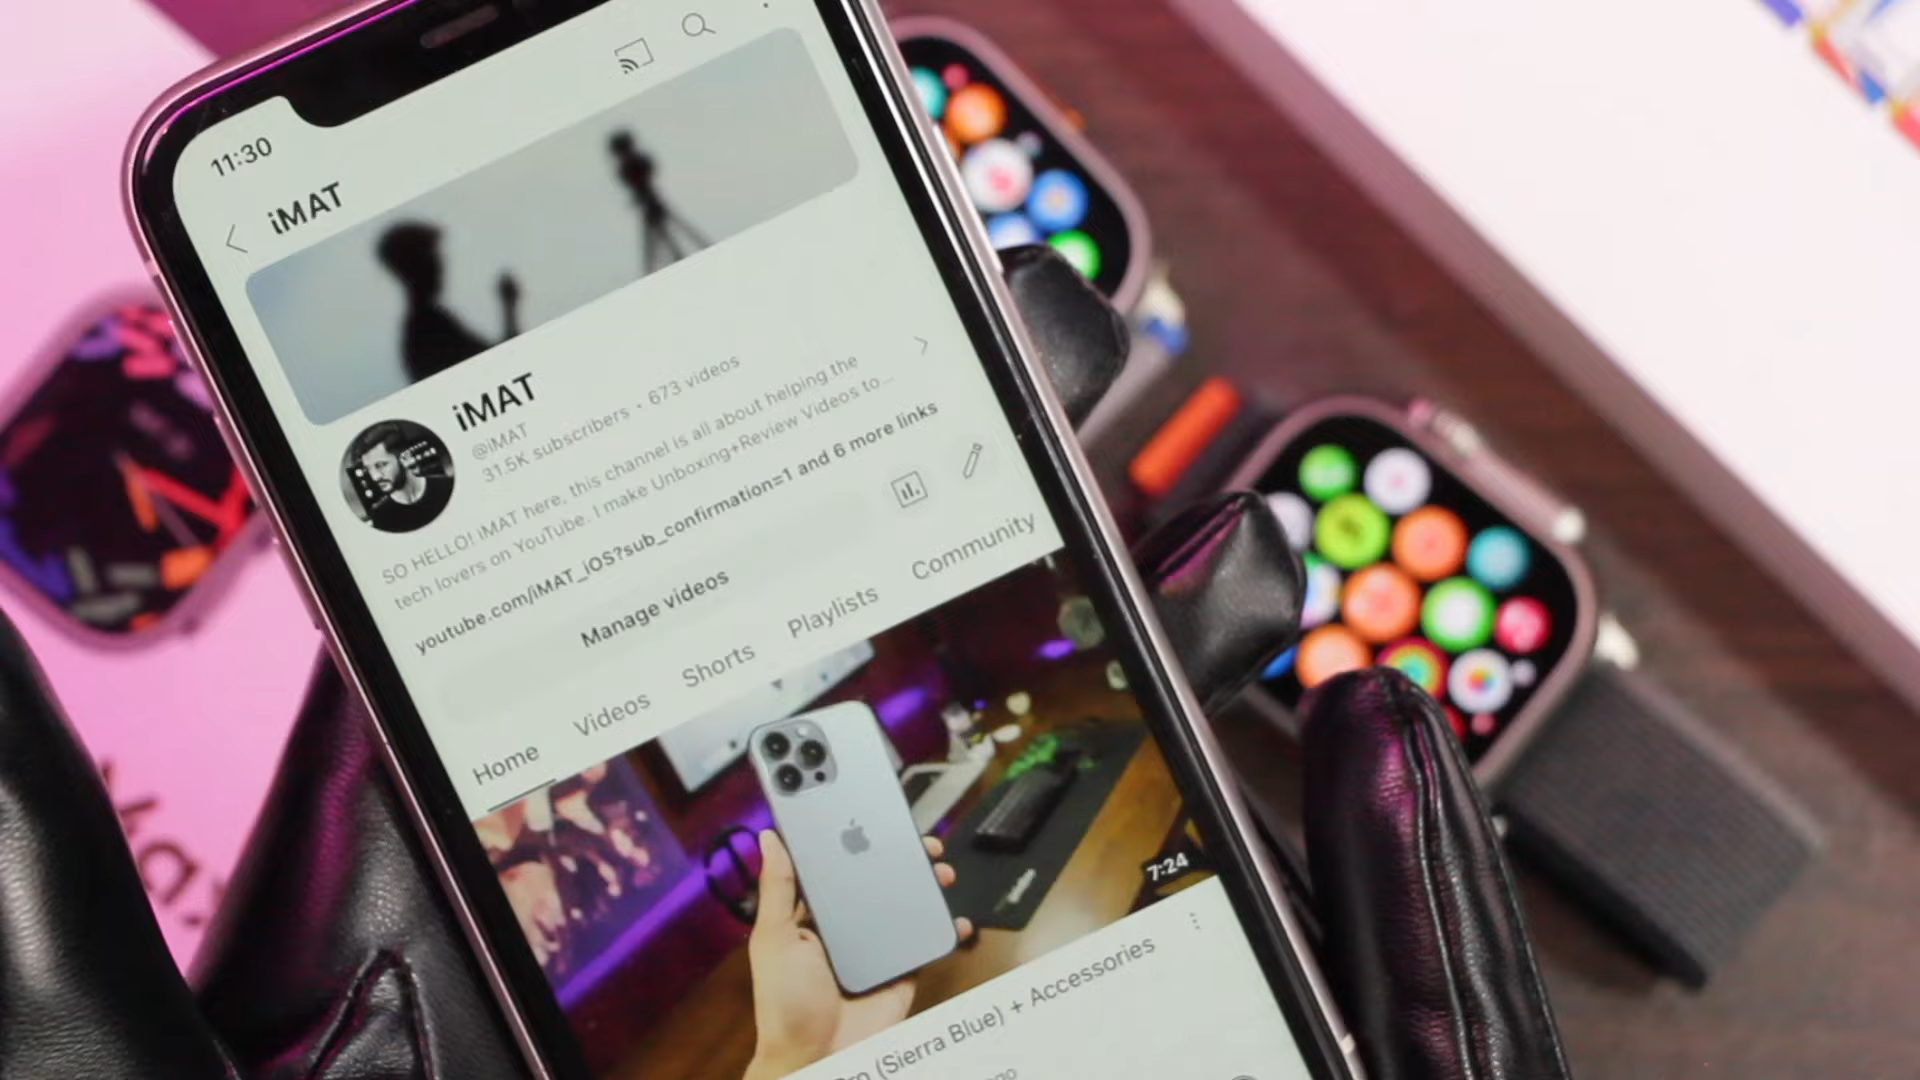 11:30
iMAT
iMAT
@iMAT
31.5K subscribers • 673 videos
SO HELLO! iMAT here, this channel is all about helping the
tech lovers on YouTube. I make Unboxing+Review Videos to...
youtube.com/iMAT_iOS?sub_confirmation=1 and 6 more links
Manage videos
Home Videos Shorts Playlists Community
7:24
(Sierra Blue) + Accessories